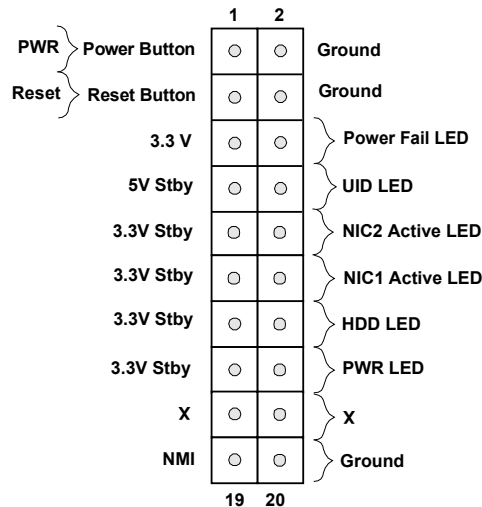 1 2
PWR Power Button Ground
Reset Reset Button Ground
3.3 V Power Fail LED
5V Stby UID LED
3.3V Stby NIC2 Active LED
3.3V Stby NIC1 Active LED
3.3V Stby HDD LED
3.3V Stby PWR LED
X X
NMI Ground
19 20